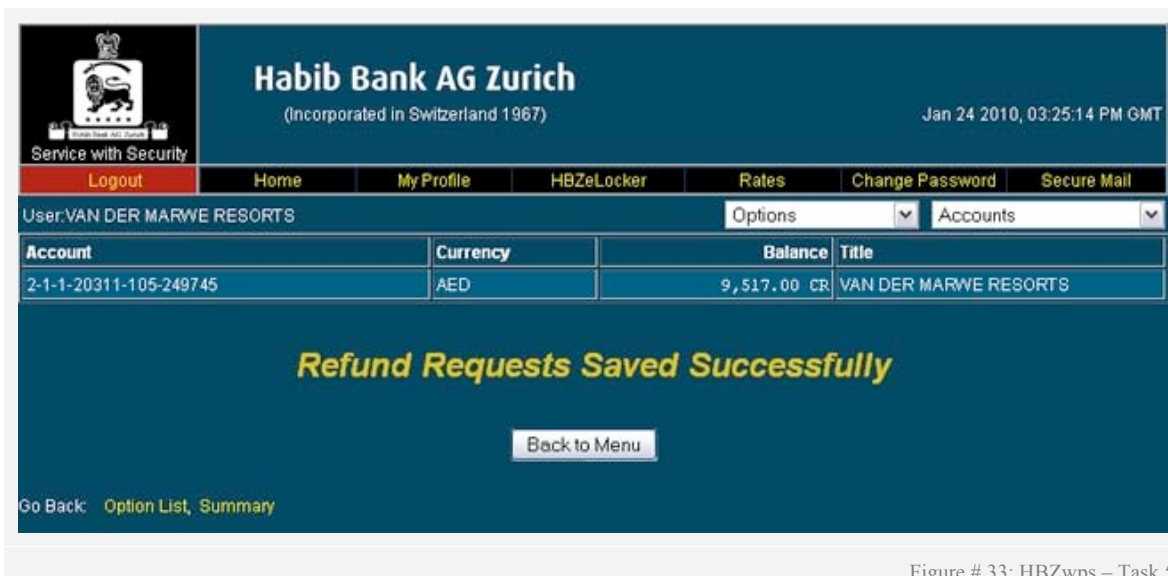 Habib Bank AG Zurich
(Incorporated in Switzerland 1967)
Jan 24 2010, 03:25:14 PM GMT
Service with Security
Logout Home My Profile HBZeLocker Rates Change Password Secure Mail
User:VAN DER MARWE RESORTS Options Accounts
Account Currency Balance Title
2-1-1-20311-105-249745 AED 9,517.00 CR VAN DER MARWE RESORTS
Refund Requests Saved Successfully
Back to Menu
Go Back: Option List, Summary
Figure # 33: HBZwps – Task